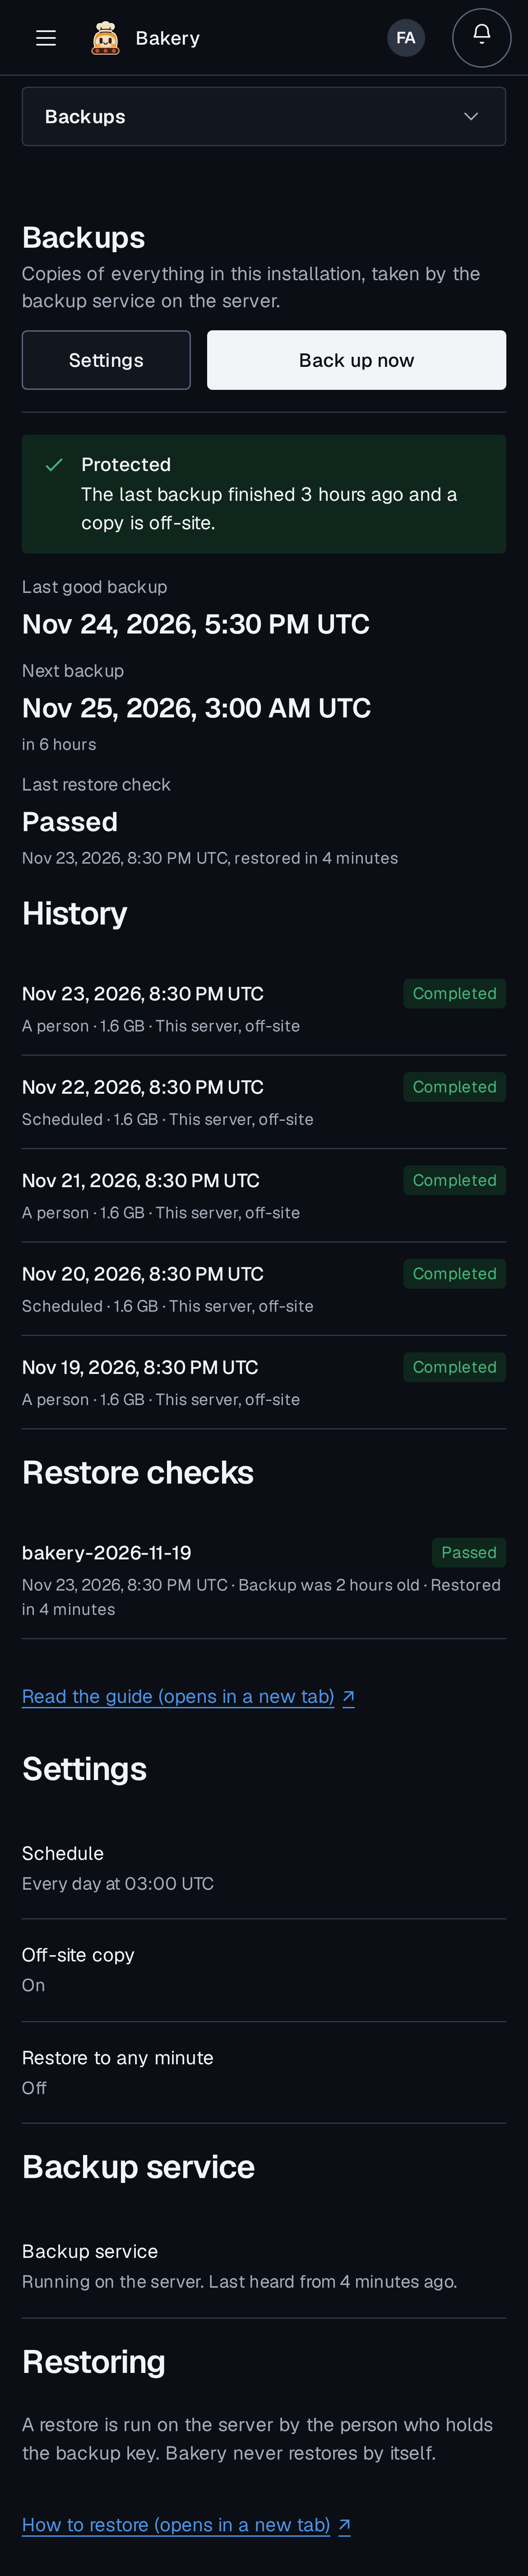 Bakery
FA
Backups
Backups
Copies of everything in this installation, taken by the
backup service on the server.
Settings
Back up now
Protected
The last backup finished 3 hours ago and a
copy is off-site.
Last good backup
Nov 24, 2026, 5:30 PM UTC
Next backup
Nov 25, 2026, 3:00 AM UTC
in 6 hours
Last restore check
Passed
Nov 23, 2026, 8:30 PM UTC, restored in 4 minutes
History
Nov 23, 2026, 8:30 PM UTC
Completed
A person · 1.6 GB · This server, off-site
Nov 22, 2026, 8:30 PM UTC
Completed
Scheduled · 1.6 GB · This server, off-site
Nov 21, 2026, 8:30 PM UTC
Completed
A person · 1.6 GB · This server, off-site
Nov 20, 2026, 8:30 PM UTC
Completed
Scheduled · 1.6 GB · This server, off-site
Nov 19, 2026, 8:30 PM UTC
Completed
A person · 1.6 GB · This server, off-site
Restore checks
bakery-2026-11-19
Passed
Nov 23, 2026, 8:30 PM UTC · Backup was 2 hours old · Restored
in 4 minutes
Read the guide (opens in a new tab) ↗
Settings
Schedule
Every day at 03:00 UTC
Off-site copy
On
Restore to any minute
Off
Backup service
Backup service
Running on the server. Last heard from 4 minutes ago.
Restoring
A restore is run on the server by the person who holds
the backup key. Bakery never restores by itself.
How to restore (opens in a new tab) ↗